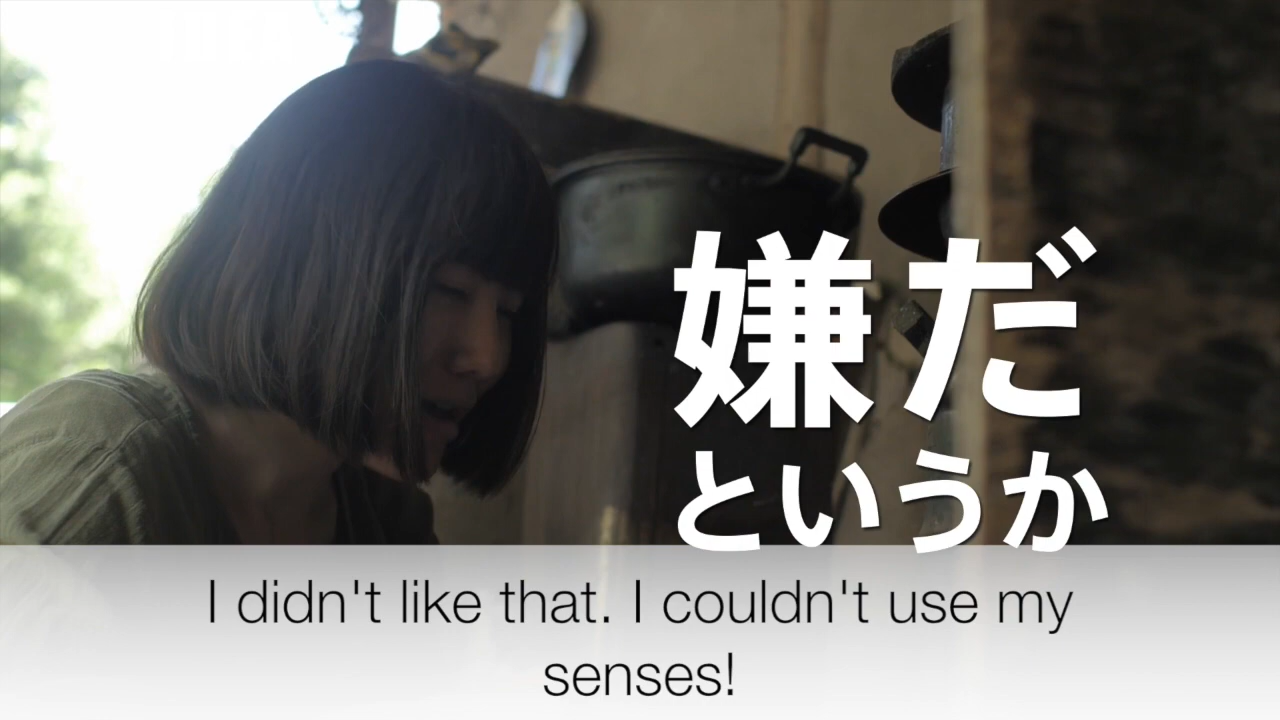 嫌だ
というか
I didn't like that. I couldn't use my
senses!